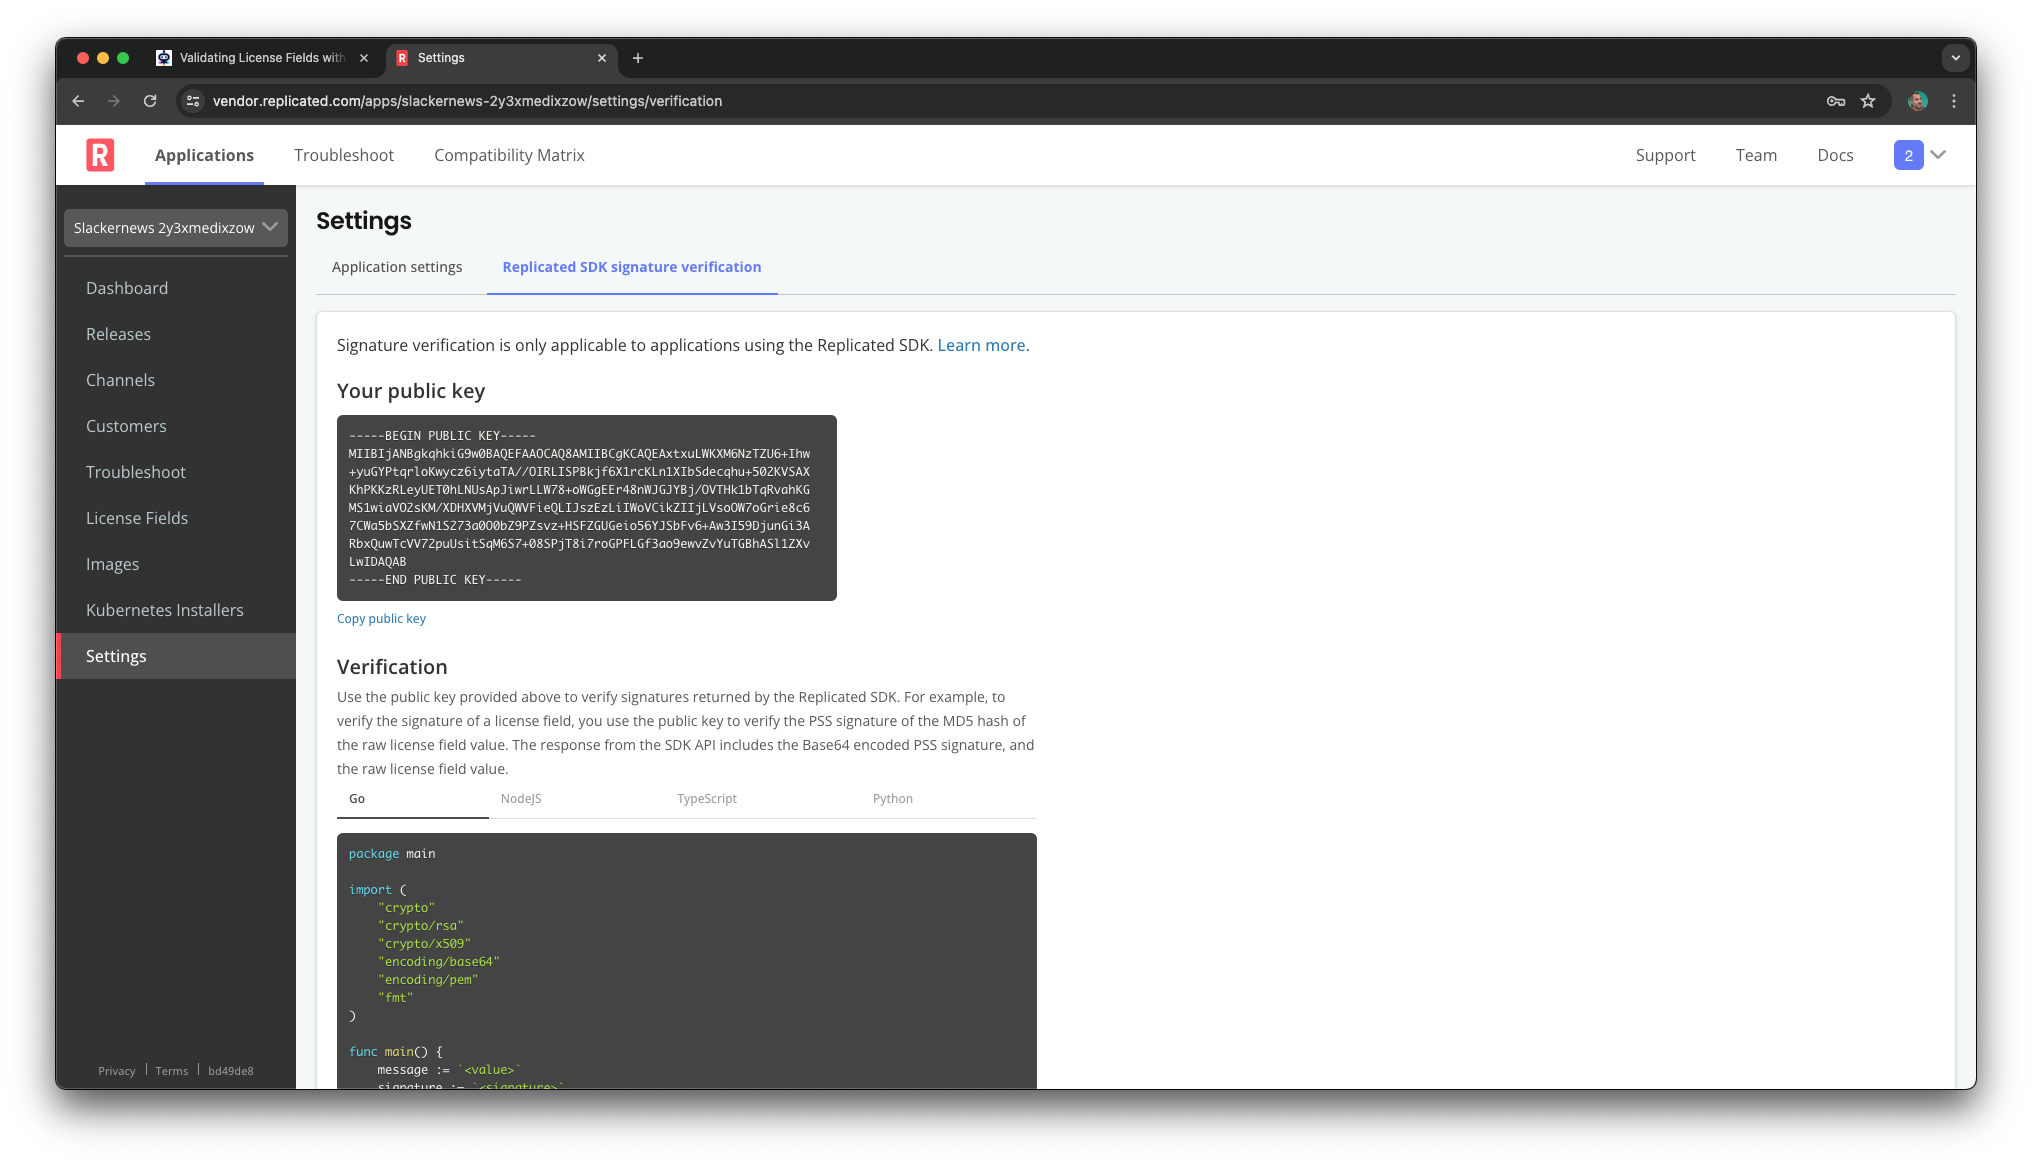 Validating License Fields with
Settings
vendor.replicated.com/apps/slackernews-2y3xmedixzow/settings/verification
R
Applications
Troubleshoot
Compatibility Matrix
Support
Team
Docs
2
Slackernews 2y3xmedixzow
Dashboard
Releases
Channels
Customers
Troubleshoot
License Fields
Images
Kubernetes Installers
Settings
Privacy | Terms | bd49de8
Settings
Application settings
Replicated SDK signature verification
Signature verification is only applicable to applications using the Replicated SDK. Learn more.
Your public key
-----BEGIN PUBLIC KEY-----
MIIBIjANBgkqhkiG9w0BAQEFAAOCAQ8AMIIBCgKCAQEAxtxuLWKXM6NzTZU6+Ihw
+yuGYPtqrloKwycz6iytaTA//OIRLISPBkjf6X1rcKLn1XIbSdecqhu+502KVSAX
KhPKKzRLeyUET0hLNUsApJiwrLLW78+oWGgEEr48nWJGJYBj/OVTHk1bTqRvahKG
MS1wiaVOZsKM/XDHXVMjVuQWVFieQLIJszEzLiIWoVCikZIIjLVsoOW7oGrie8c6
7CWa5bSXZfwN1S273a0O0bZ9PZsvz+HSFZGUGeio56YJSbFv6+Aw3I59DjunGi3A
RbxQuwTcVV72puUsitSqM6S7+08SPjT8i7roGPFLGf3ao9ewvZvYuTGBhASl1ZXv
LwIDAQAB
-----END PUBLIC KEY-----
Copy public key
Verification
Use the public key provided above to verify signatures returned by the Replicated SDK. For example, to
verify the signature of a license field, you use the public key to verify the PSS signature of the MD5 hash of
the raw license field value. The response from the SDK API includes the Base64 encoded PSS signature, and
the raw license field value.
Go
NodeJS
TypeScript
Python
package main
import (
"crypto"
"crypto/rsa"
"crypto/x509"
"encoding/base64"
"encoding/pem"
"fmt"
)
func main() {
message := `<value>`
signature := `<signature>`